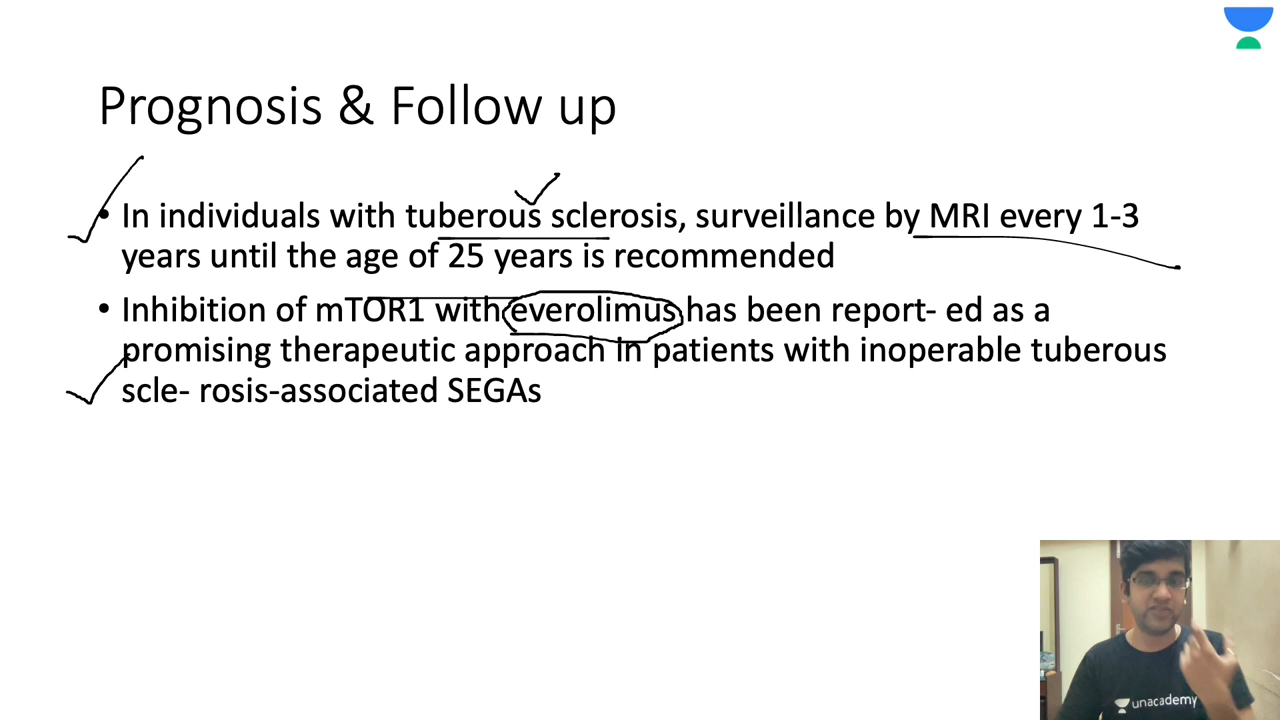 Prognosis & Follow up
• In individuals with tuberous sclerosis, surveillance by MRI every 1-3
years until the age of 25 years is recommended
• Inhibition of mTOR1 with everolimus has been report- ed as a
promising therapeutic approach in patients with inoperable tuberous
scle- rosis-associated SEGAs
unacademy